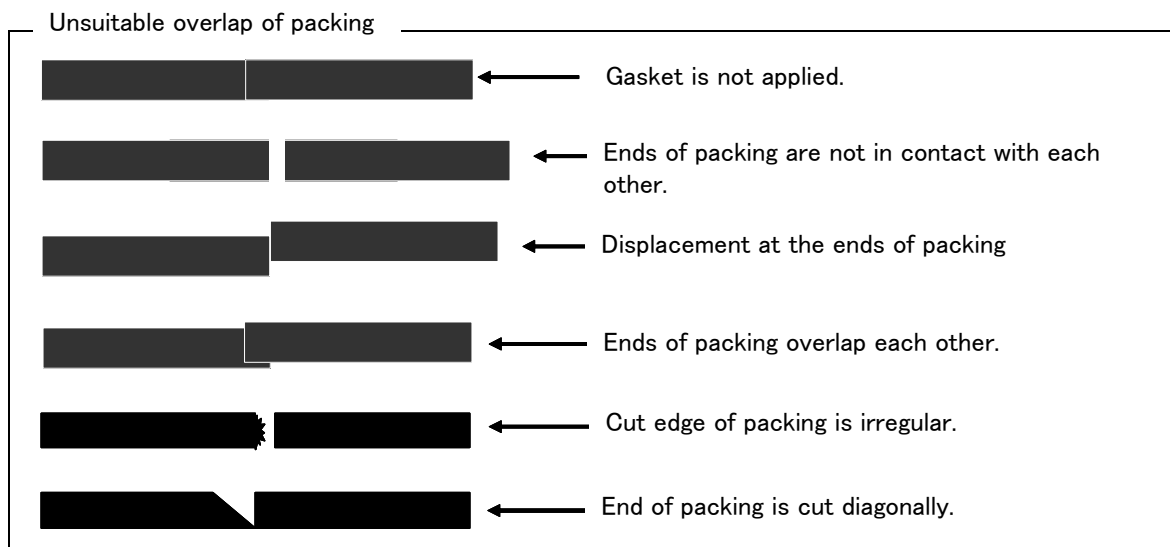 Unsuitable overlap of packing
Gasket is not applied.
Ends of packing are not in contact with each
other.
Displacement at the ends of packing
Ends of packing overlap each other.
Cut edge of packing is irregular.
End of packing is cut diagonally.